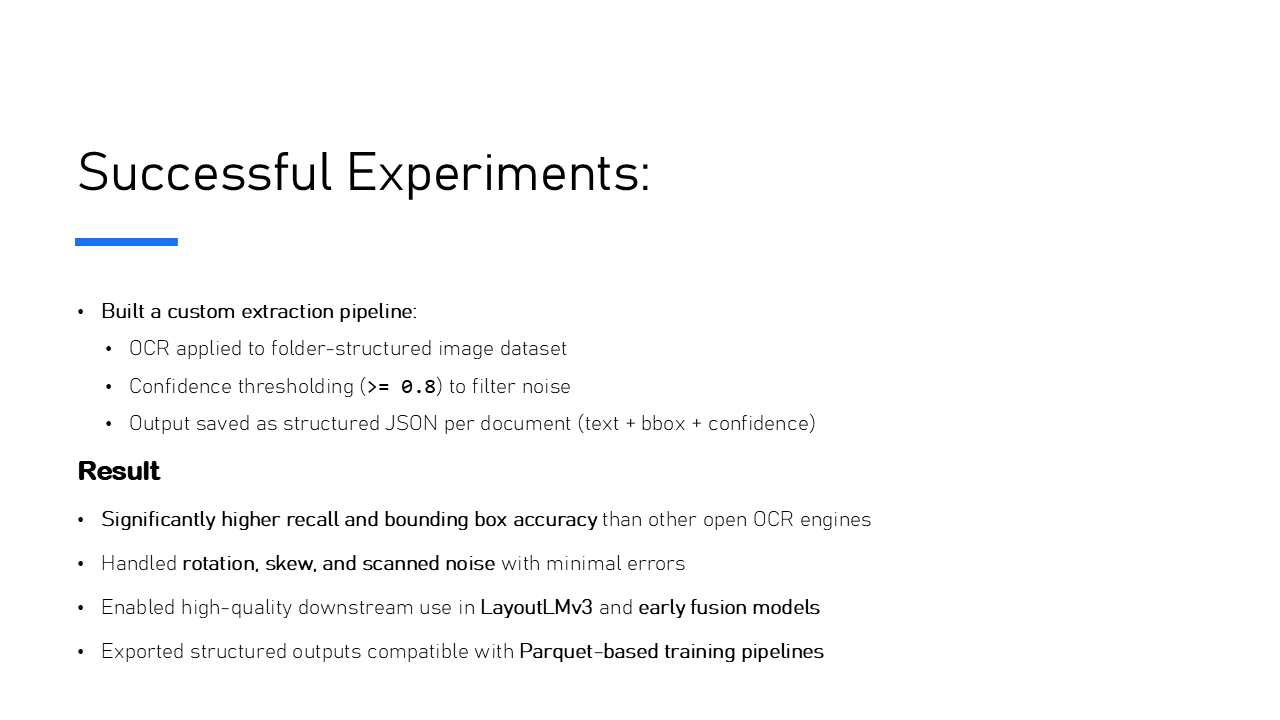 Successful Experiments:
• Built a custom extraction pipeline:
• OCR applied to folder-structured image dataset
• Confidence thresholding (>= 0.8) to filter noise
• Output saved as structured JSON per document (text + bbox + confidence)
Result
• Significantly higher recall and bounding box accuracy than other open OCR engines
• Handled rotation, skew, and scanned noise with minimal errors
• Enabled high-quality downstream use in LayoutLMv3 and early fusion models
• Exported structured outputs compatible with Parquet-based training pipelines